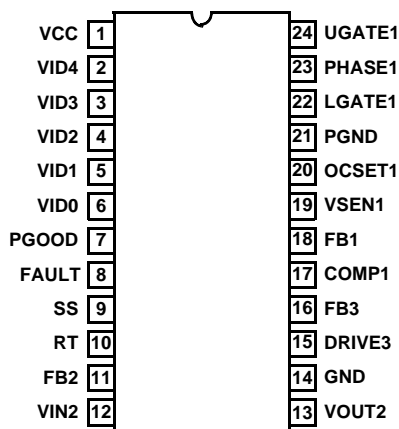 VCC 1 24 UGATE1
VID4 2 23 PHASE1
VID3 3 22 LGATE1
VID2 4 21 PGND
VID1 5 20 OCSET1
VID0 6 19 VSEN1
PGOOD 7 18 FB1
FAULT 8 17 COMP1
SS 9 16 FB3
RT 10 15 DRIVE3
FB2 11 14 GND
VIN2 12 13 VOUT2